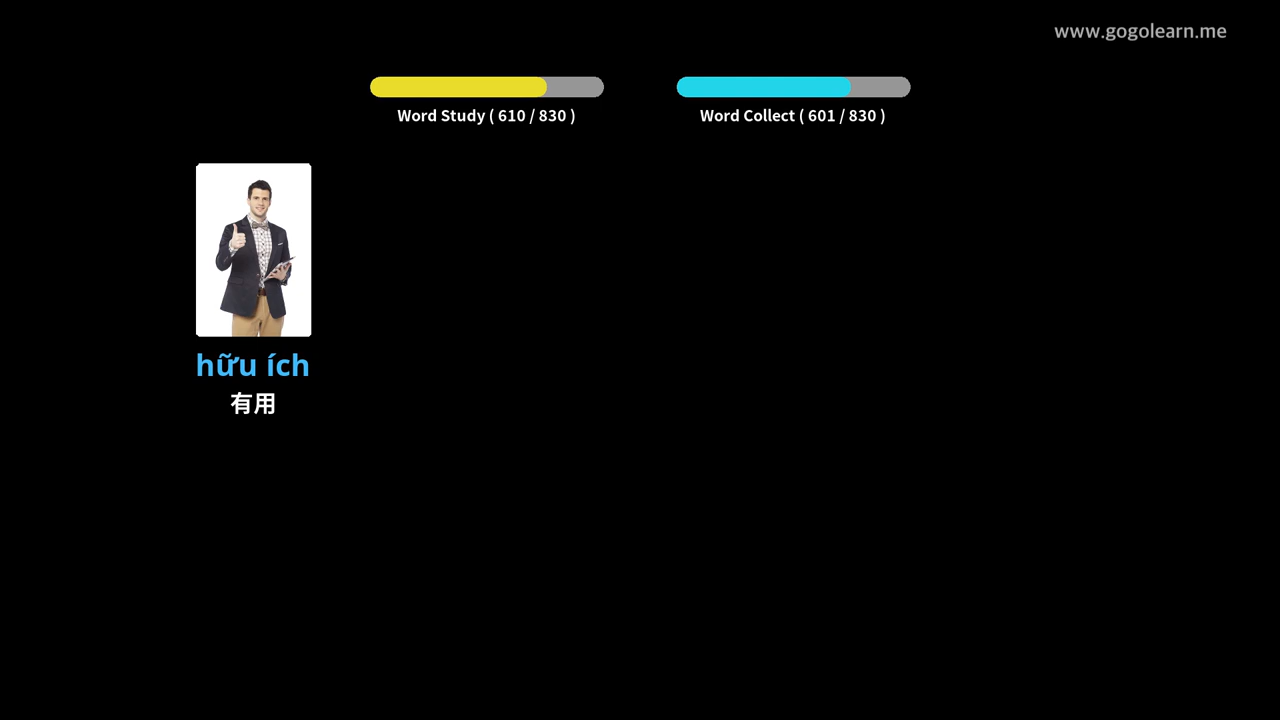 www.gogolearn.me
Word Study ( 610 / 830 )
Word Collect ( 601 / 830 )
hữu ích
有用